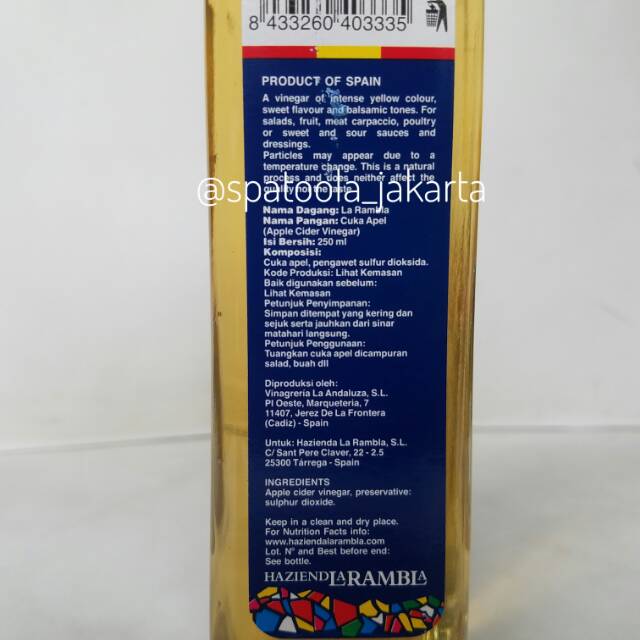 8 433260 403335
PRODUCT OF SPAIN
A vinegar of intense yellow colour,
sweet flavour and balsamic tones. For
salads, fruit, meat carpaccio, poultry
or sweet and sour sauces and
dressings.
Particles may appear due to a
temperature change. This is a natural
process and does neither affect the
quality nor the taste.
@spatoola_jakarta
Nama Dagang: La Rambla
Nama Pangan: Cuka Apel
(Apple Cider Vinegar)
Isi Bersih: 250 ml
Komposisi:
Cuka apel, pengawet sulfur dioksida.
Kode Produksi: Lihat Kemasan
Baik digunakan sebelum:
Lihat Kemasan
Petunjuk Penyimpanan:
Simpan ditempat yang kering dan
sejuk serta jauhkan dari sinar
matahari langsung.
Petunjuk Penggunaan:
Tuangkan cuka apel dicampuran
salad, buah dll
Diproduksi oleh:
Vinagreria La Andaluza, S.L.
Pl Oeste, Marqueteria, 7
11407, Jerez De La Frontera
(Cadiz) - Spain
Untuk: Hazienda La Rambla, S.L.
C/ Sant Pere Claver, 22 - 2.5
25300 Tárrega - Spain
INGREDIENTS
Apple cider vinegar, preservative:
sulphur dioxide.
Keep in a clean and dry place.
For Nutrition Facts info:
www.haziendalarambla.com
Lot. Nº and Best before end:
See bottle.
HAZIENDLARAMBLA